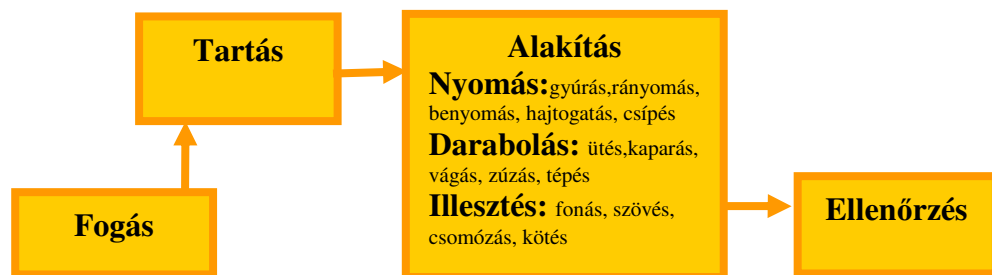 Fogás
Tartás
Alakítás
Nyomás:gyúrás,rányomás,
benyomás, hajtogatás, csípés
Darabolás: ütés,kaparás,
vágás, zúzás, tépés
Illesztés: fonás, szövés,
csomózás, kötés
Ellenőrzés